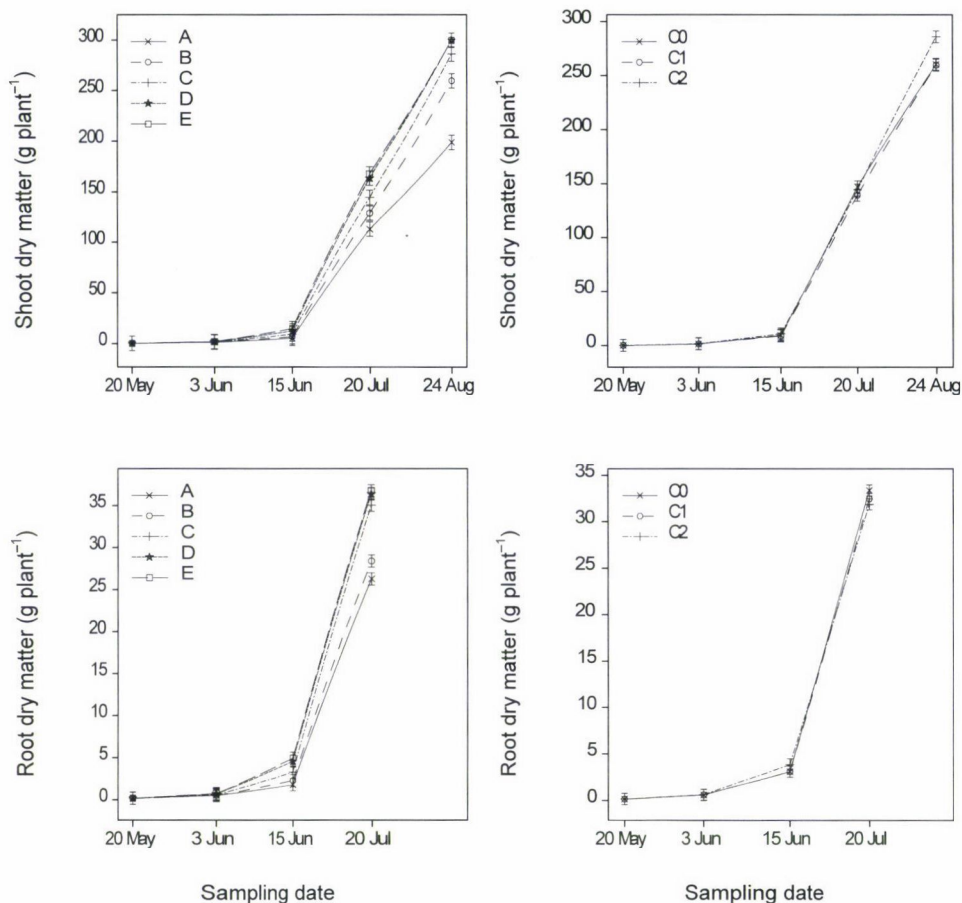 Shoot dry matter (g plant⁻¹)
300
250
200
150
100
50
0
A
B
C
D
E
20 May
3 Jun
15 Jun
20 Jul
24 Aug
Shoot dry matter (g plant⁻¹)
300
250
200
150
100
50
0
C0
C1
C2
20 May
3 Jun
15 Jun
20 Jul
24 Aug
Root dry matter (g plant⁻¹)
35
30
25
20
15
10
5
0
A
B
C
D
E
20 May
3 Jun
15 Jun
20 Jul
Sampling date
Root dry matter (g plant⁻¹)
35
30
25
20
15
10
5
0
C0
C1
C2
20 May
3 Jun
15 Jun
20 Jul
Sampling date